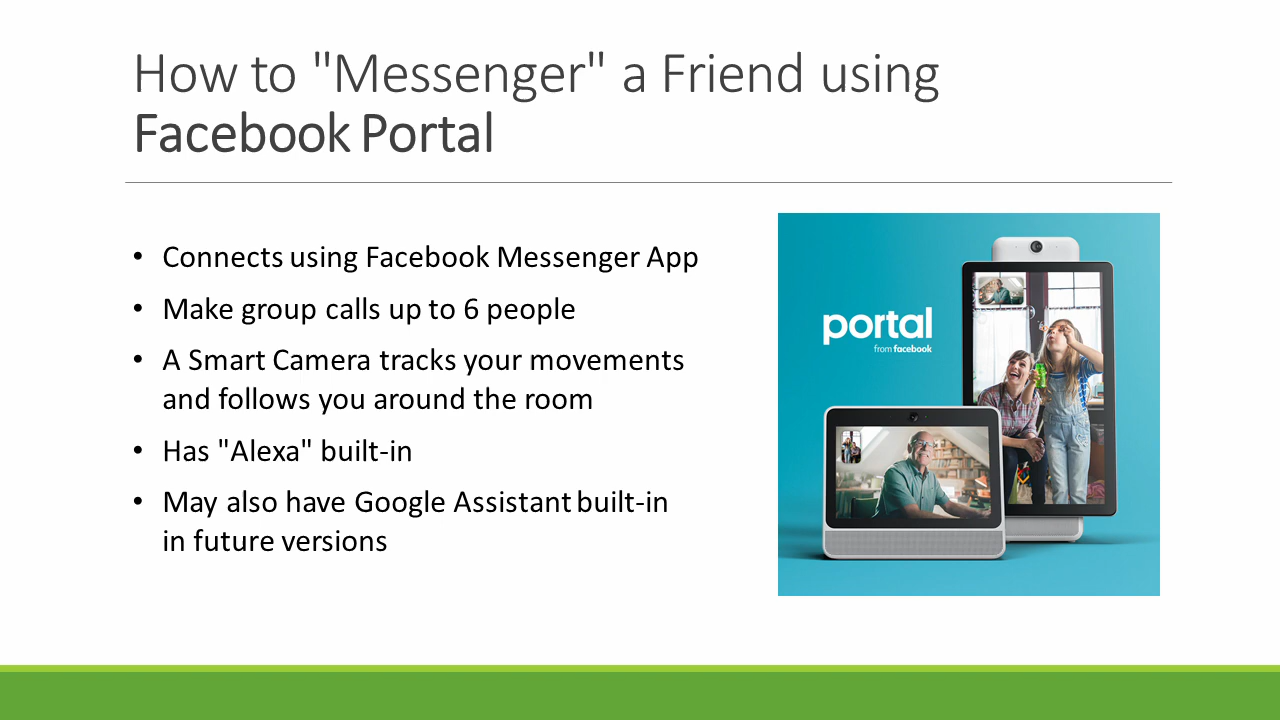 How to "Messenger" a Friend using
Facebook Portal
• Connects using Facebook Messenger App
• Make group calls up to 6 people
• A Smart Camera tracks your movements
and follows you around the room
• Has "Alexa" built-in
• May also have Google Assistant built-in
in future versions
portal
from facebook